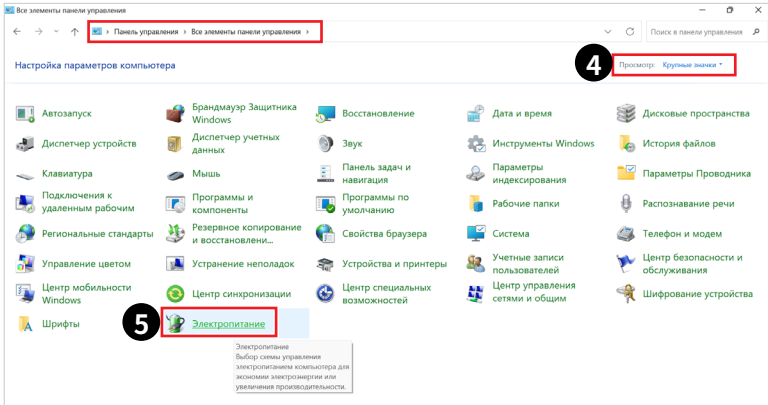 Все элементы панели управления
Панель управления › Все элементы панели управления ›
Поиск в панели управления
Настройка параметров компьютера
4
Просмотр: Крупные значки
Автозапуск
Брандмауэр Защитника
Windows
Восстановление
Дата и время
Дисковые пространства
Диспетчер устройств
Диспетчер учетных
данных
Звук
Инструменты Windows
История файлов
Клавиатура
Мышь
Панель задач и
навигация
Параметры
индексирования
Параметры Проводника
Подключения к
удаленным рабочим
Программы и
компоненты
Программы по
умолчанию
Рабочие папки
Распознавание речи
Региональные стандарты
Резервное копирование
и восстановлени...
Свойства браузера
Система
Телефон и модем
Управление цветом
Устранение неполадок
Устройства и принтеры
Учетные записи
пользователей
Центр безопасности и
обслуживания
Центр мобильности
Windows
Центр синхронизации
Центр специальных
возможностей
Центр управления
сетями и общим
Шифрование устройства
Шрифты
5
Электропитание
Электропитание
Выбор схемы управления
электропитанием компьютера для
экономии электроэнергии или
увеличения производительности.